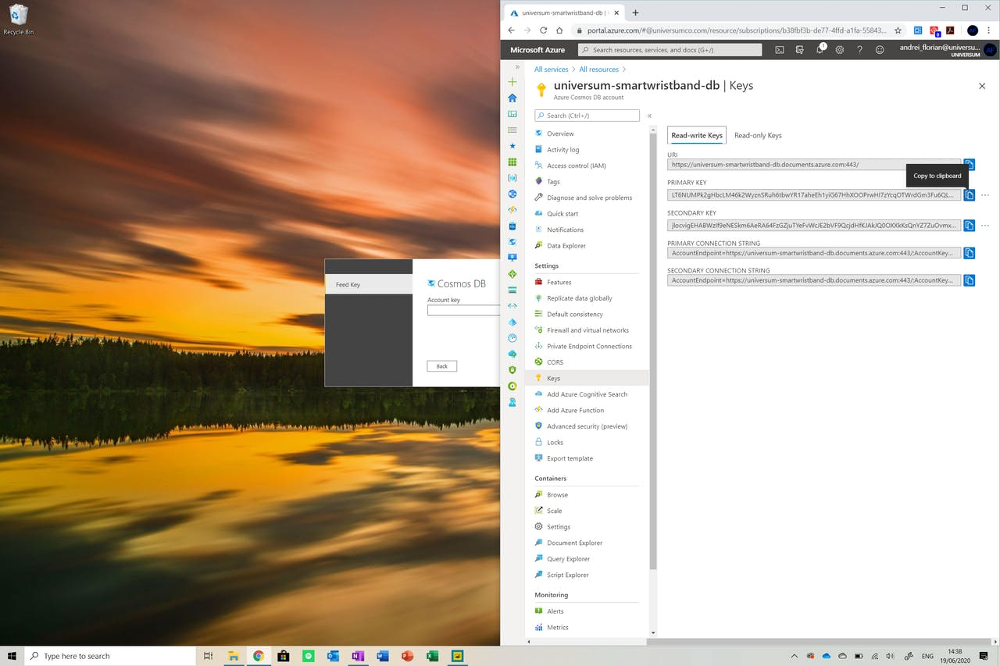 Recycle Bin
Feed Key
Cosmos DB
Account key
Back
universum-smartwristband-db |
portal.azure.com/#@universumco.com/resource/subscriptions/b38fbf3b-de77-4ffd-a1fa-55843...
Microsoft Azure
Search resources, services, and docs (G+/)
1
andrei_florian@universu...
UNIVERSUM
AF
All services > All resources >
universum-smartwristband-db | Keys
Azure Cosmos DB account
Search (Ctrl+/)
Overview
Activity log
Access control (IAM)
Tags
Diagnose and solve problems
Quick start
Notifications
Data Explorer
Settings
Features
Replicate data globally
Default consistency
Firewall and virtual networks
Private Endpoint Connections
CORS
Keys
Add Azure Cognitive Search
Add Azure Function
Advanced security (preview)
Locks
Export template
Containers
Browse
Scale
Settings
Document Explorer
Query Explorer
Script Explorer
Monitoring
Alerts
Metrics
Read-write Keys
Read-only Keys
URI
https://universum-smartwristband-db.documents.azure.com:443/
Copy to clipboard
PRIMARY KEY
SECONDARY KEY
PRIMARY CONNECTION STRING
AccountEndpoint=https://universum-smartwristband-db.documents.azure.com:443/;AccountKey...
SECONDARY CONNECTION STRING
AccountEndpoint=https://universum-smartwristband-db.documents.azure.com:443/;AccountKey...
Type here to search
ENG
14:38
19/06/2020